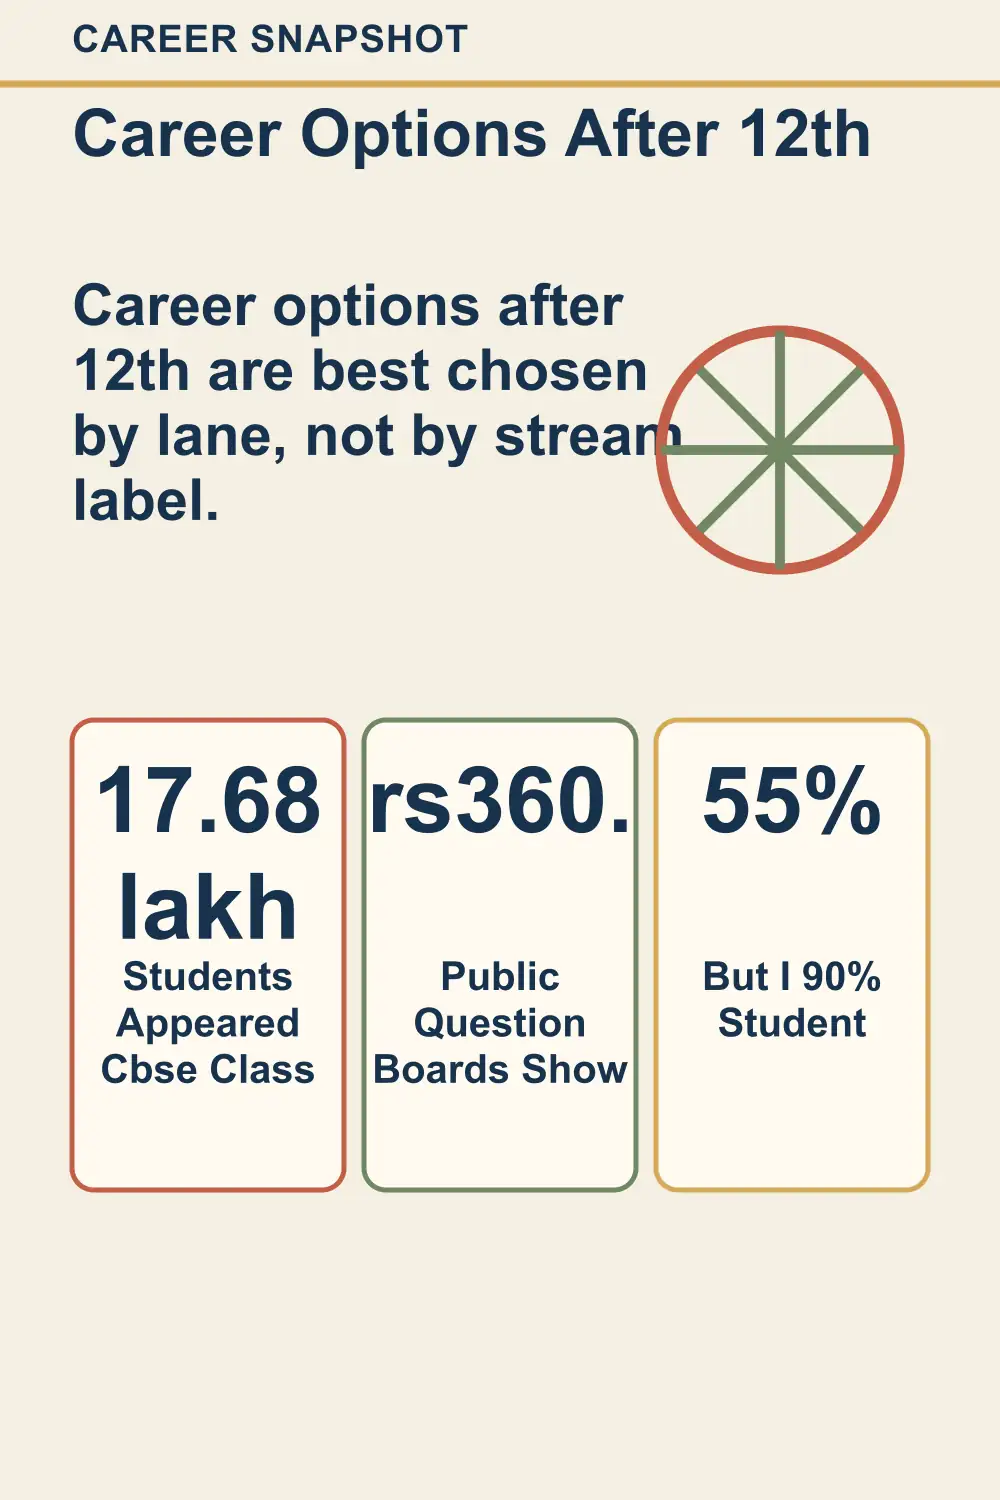 CAREER SNAPSHOT
Career Options After 12th
Career options after
12th are best chosen
by lane, not by stream
label.
17.68
lakh
Students
Appeared
Cbse Class
rs360.
Public
Question
Boards Show
55%
But I 90%
Student